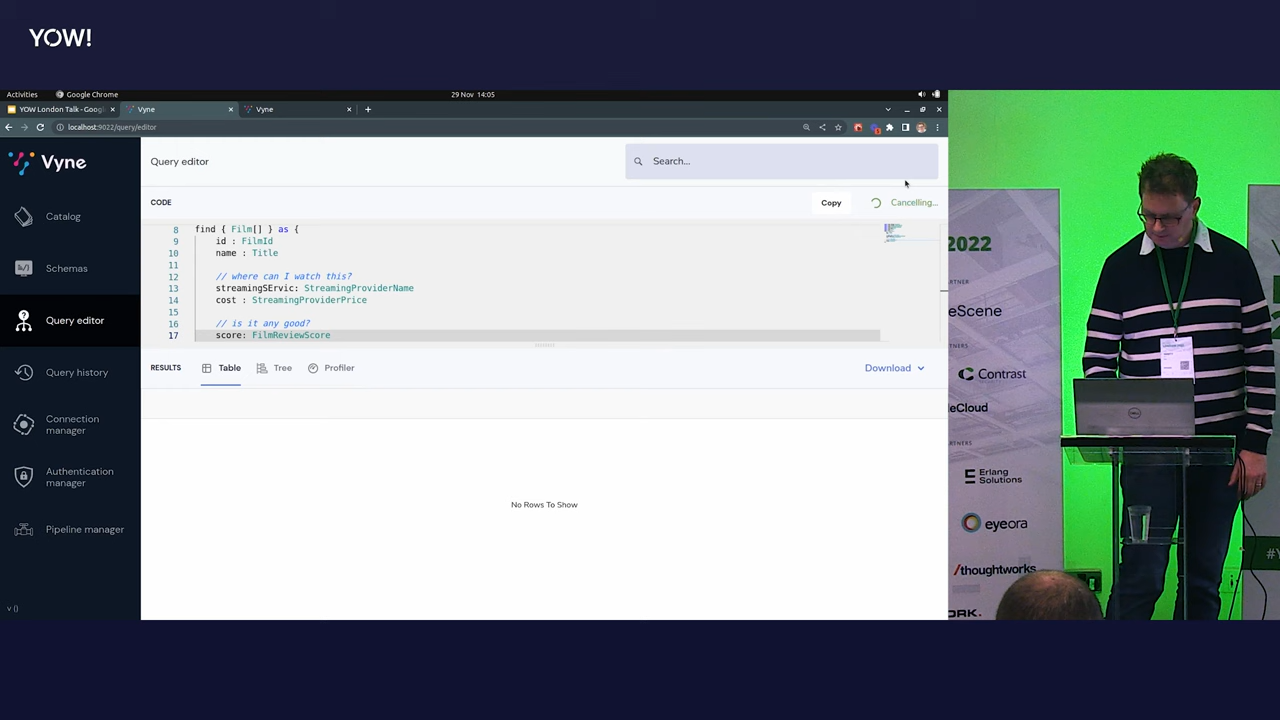 YOW!
Activities
Google Chrome
29 Nov 14:05
YOW London Talk - Googl
Vyne
Vyne
localhost:9022/query/editor
Vyne
Query editor
Search...
CODE
Copy
Cancelling...
Catalog
Schemas
Query editor
Query history
Connection
manager
Authentication
manager
Pipeline manager
v ()
8 find { Film[] } as {
9 id : FilmId
10 name : Title
11
12 // where can I watch this?
13 streamingSErvic: StreamingProviderName
14 cost : StreamingProviderPrice
15
16 // is it any good?
17 score: FilmReviewScore
RESULTS
Table
Tree
Profiler
Download
No Rows To Show
2022
eScene
Contrast
eCloud
Erlang
Solutions
eyeora
/thoughtworks
ORK.
#Y